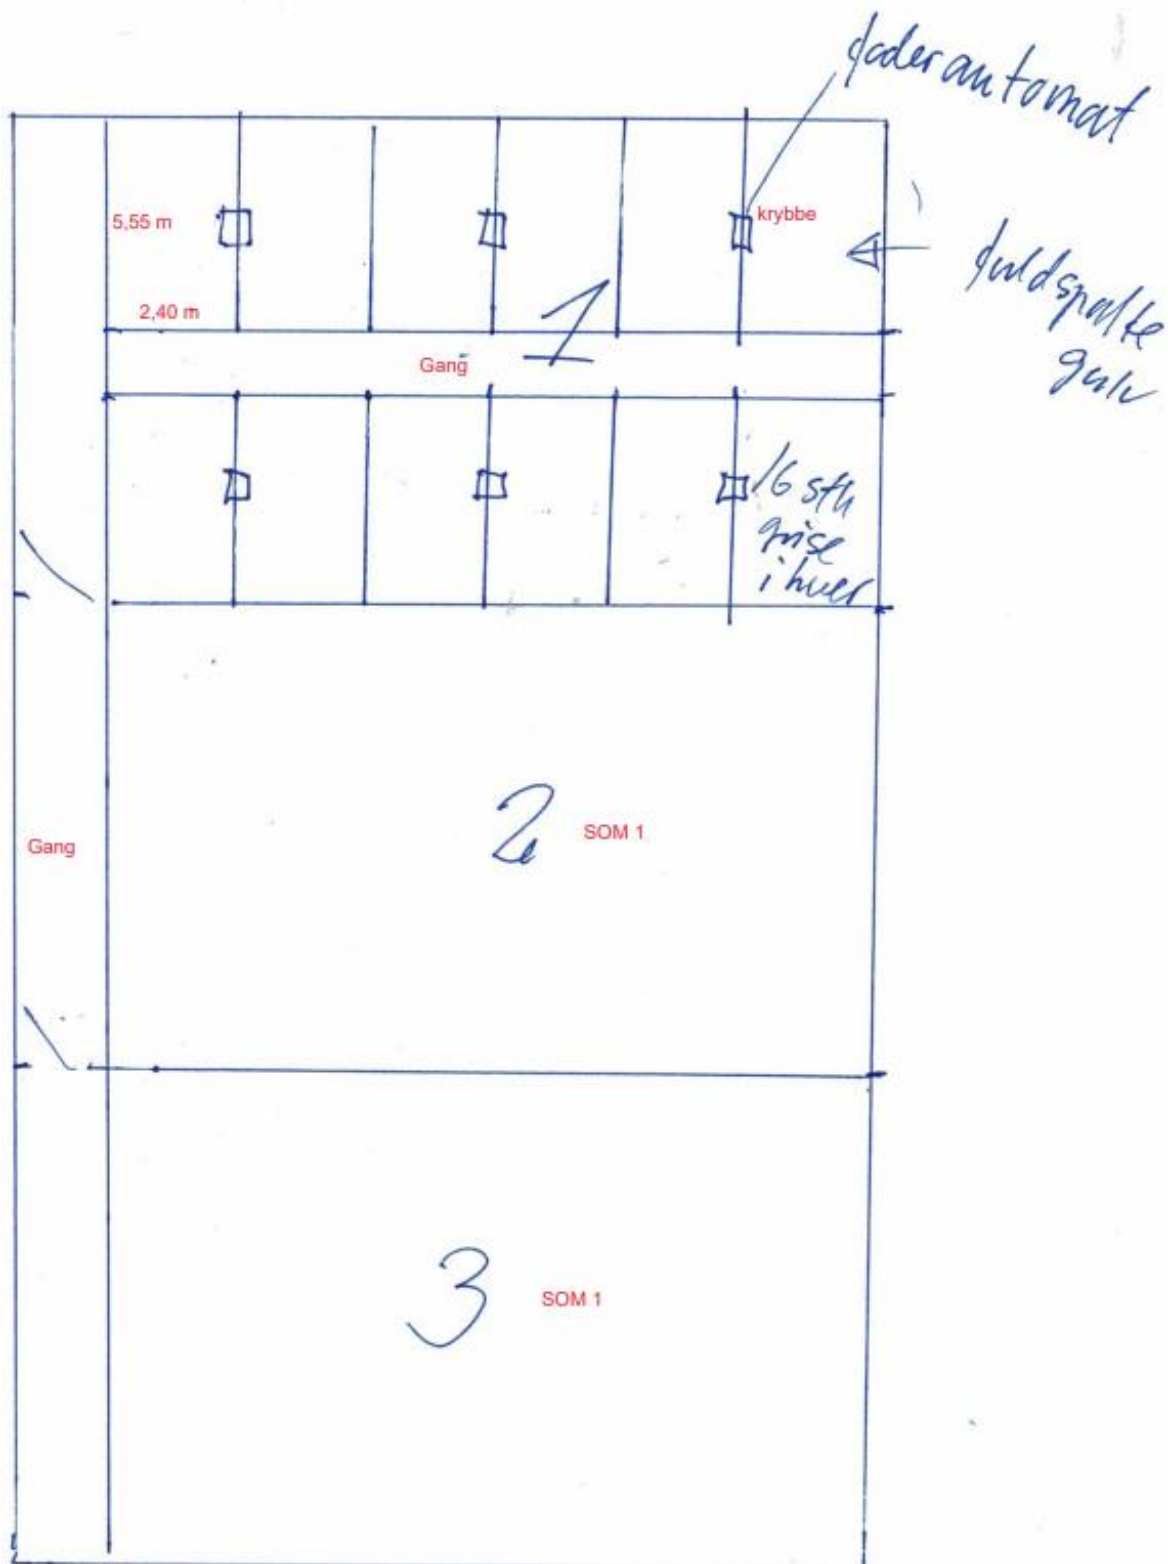 foderautomat
5,55 m
krybbe
fuldspalte
gulv
2,40 m
1
Gang
16 stk
grise
i hver
2 SOM 1
Gang
3 SOM 1